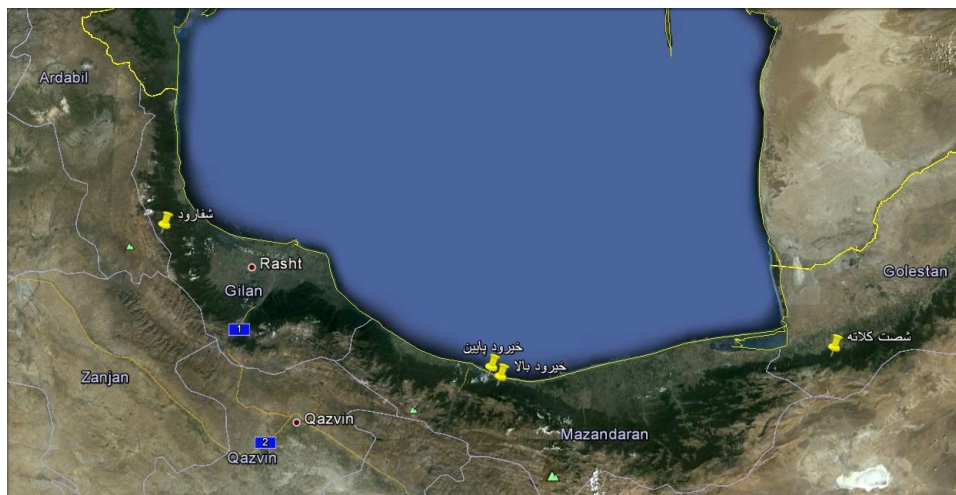 Ardabil
شفارود
Rasht
Golestan
Gilan
1
شصت کلاته
خیرود پایین
خیرود بالا
Zanjan
Qazvin
Mazandaran
2
Qazvin